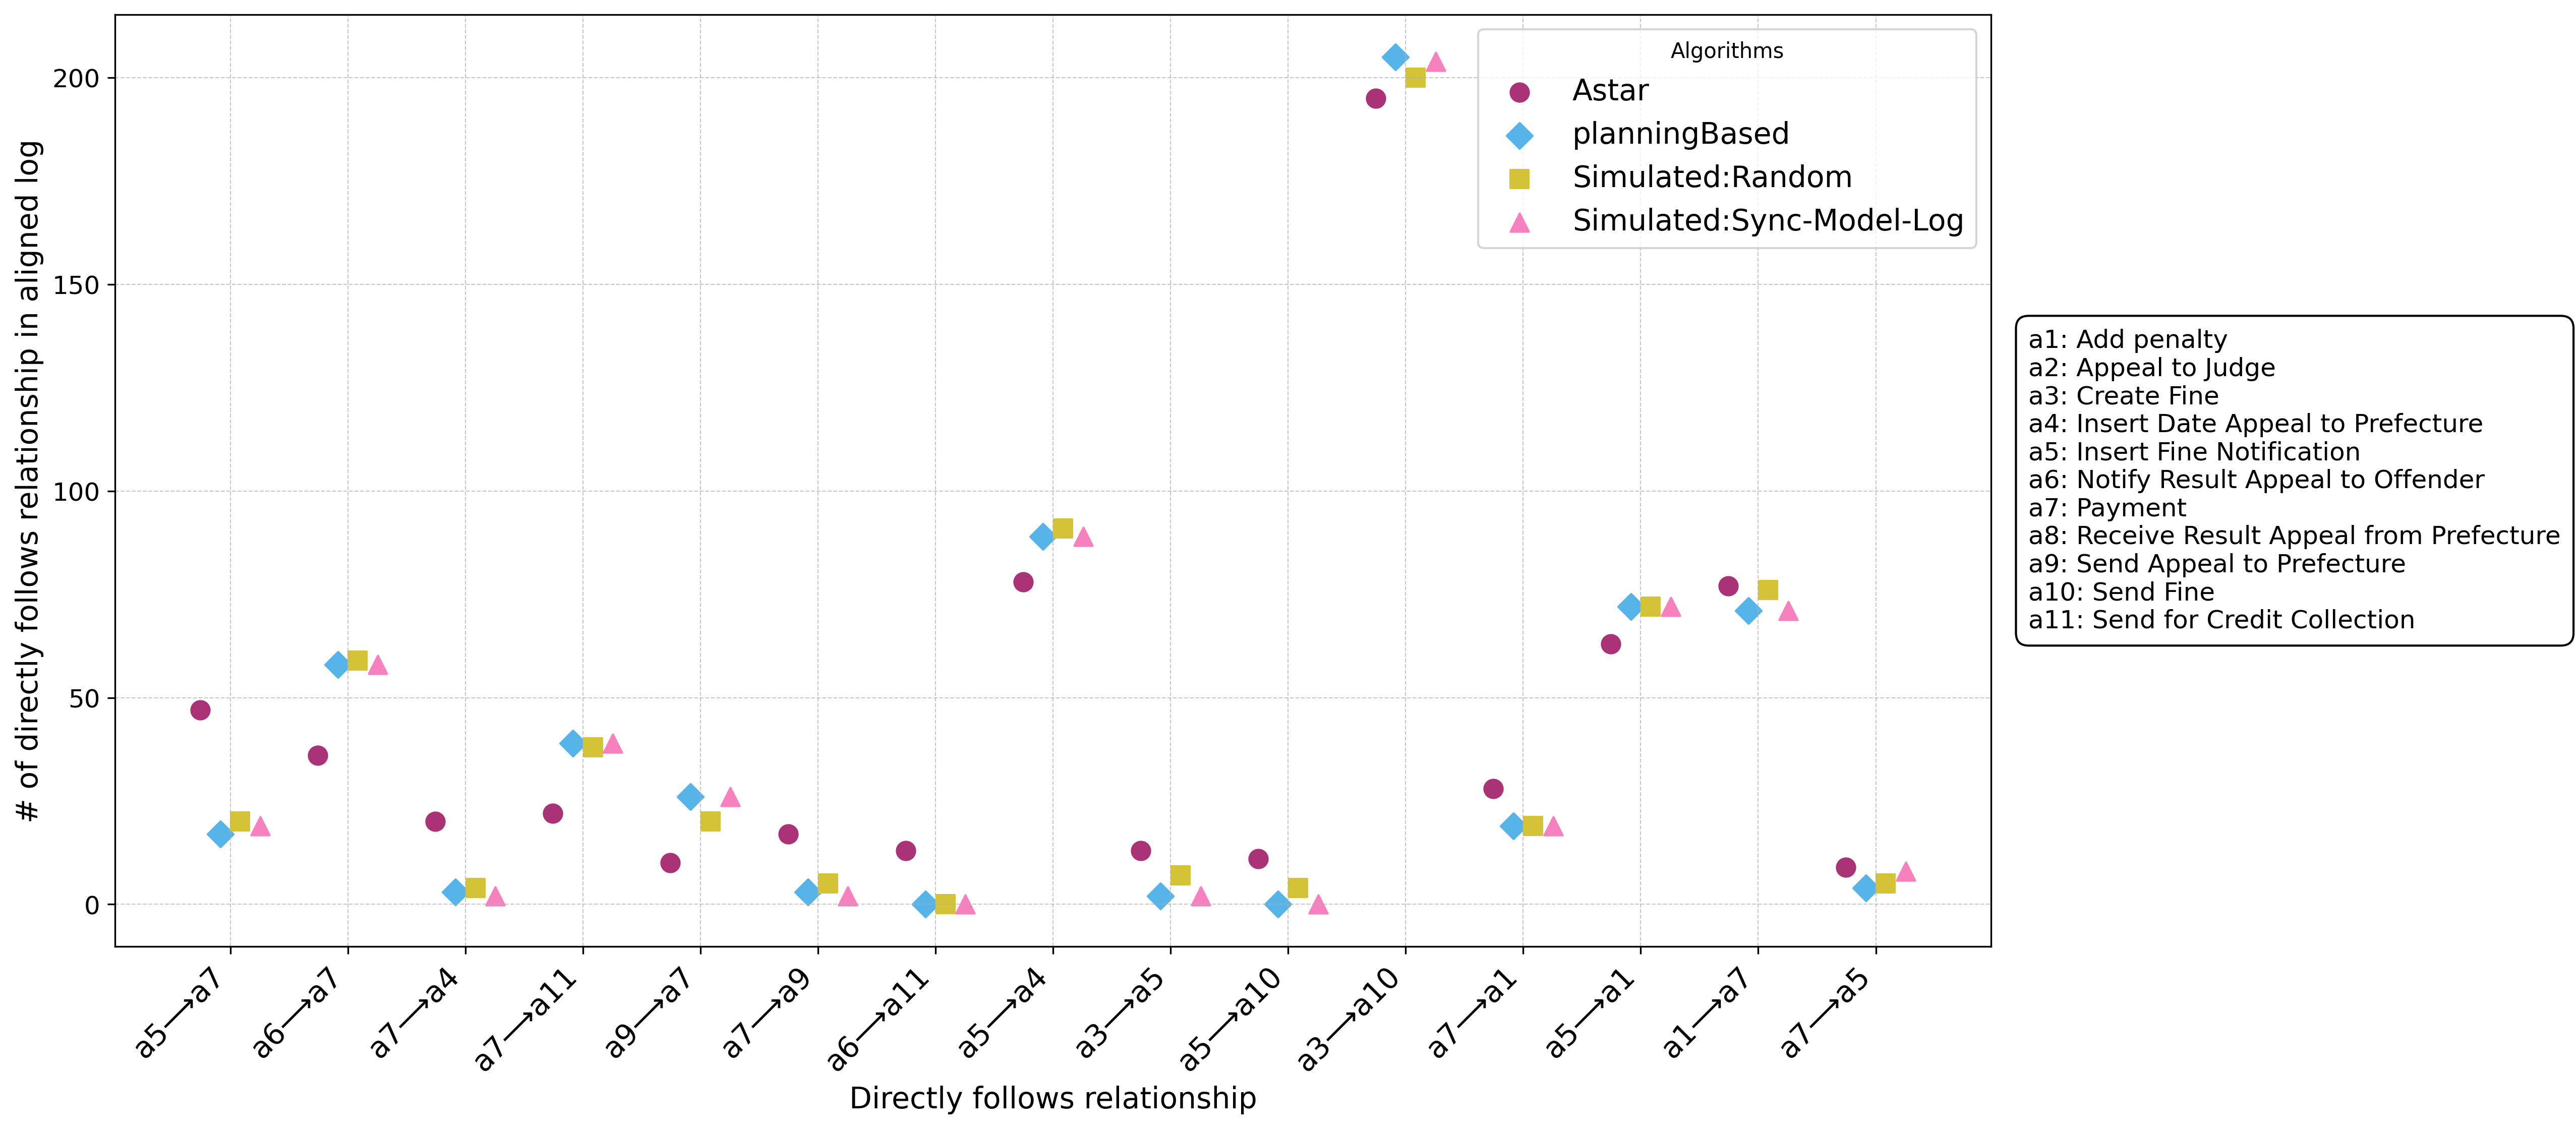 Algorithms
Astar
planningBased
Simulated:Random
Simulated:Sync-Model-Log
# of directly follows relationship in aligned log
200
150
100
50
0
a5→a7
a6→a7
a7→a4
a7→a11
a9→a7
a7→a9
a6→a11
a5→a4
a3→a5
a5→a10
a3→a10
a7→a1
a5→a1
a1→a7
a7→a5
Directly follows relationship
a1: Add penalty
a2: Appeal to Judge
a3: Create Fine
a4: Insert Date Appeal to Prefecture
a5: Insert Fine Notification
a6: Notify Result Appeal to Offender
a7: Payment
a8: Receive Result Appeal from Prefecture
a9: Send Appeal to Prefecture
a10: Send Fine
a11: Send for Credit Collection